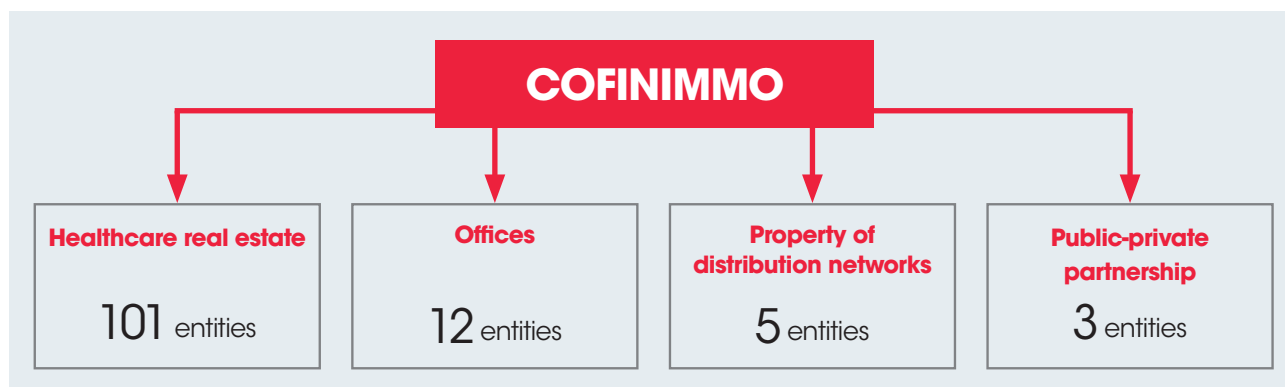 COFINIMMO
Healthcare real estate
101 entities
Offices
12 entities
Property of
distribution networks
5 entities
Public-private
partnership
3 entities